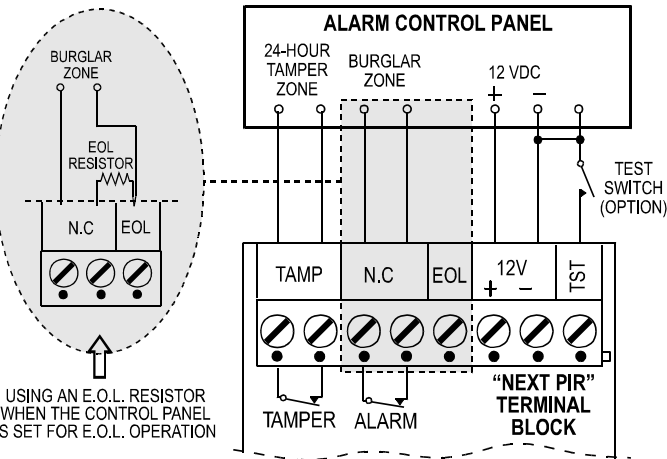 ALARM CONTROL PANEL
24-HOUR
TAMPER
ZONE
BURGLAR
ZONE
12 VDC
+ −
TEST
SWITCH
(OPTION)
BURGLAR
ZONE
EOL
RESISTOR
N.C EOL
TAMP N.C EOL 12V TST
+ −
TAMPER ALARM
"NEXT PIR"
TERMINAL
BLOCK
USING AN E.O.L. RESISTOR
WHEN THE CONTROL PANEL
S SET FOR E.O.L. OPERATION